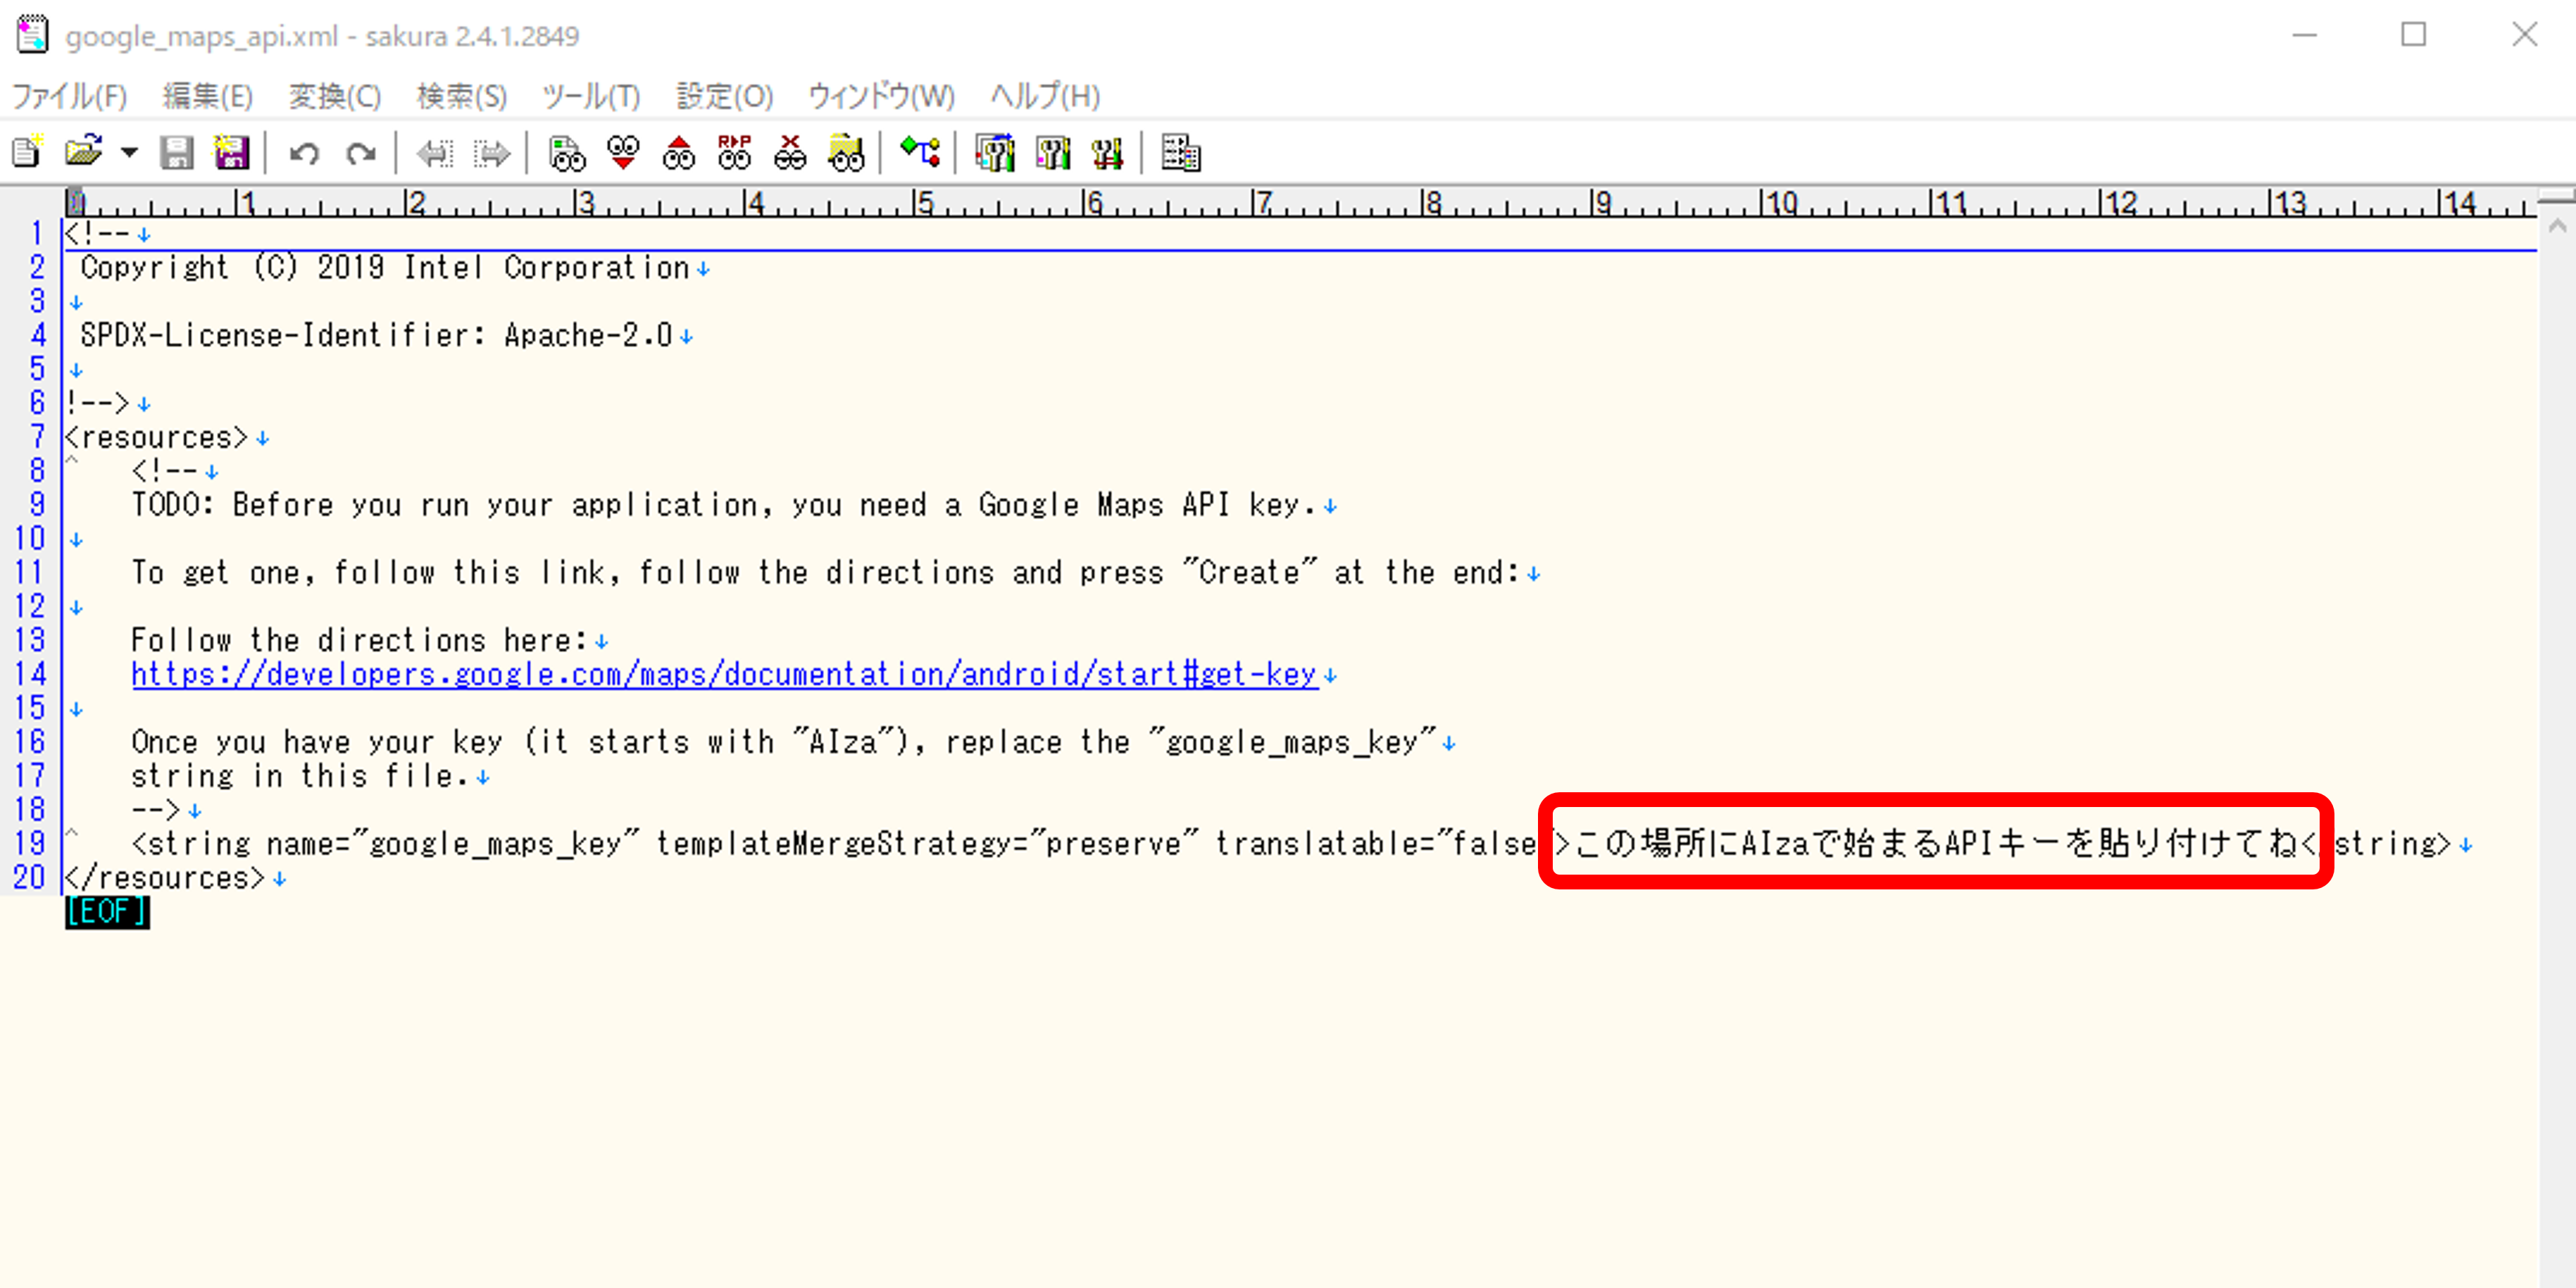 google_maps_api.xml - sakura 2.4.1.2849
ファイル(F) 編集(E) 変換(C) 検索(S) ツール(T) 設定(O) ウィンドウ(W) ヘルプ(H)
0 1 2 3 4 5 6 7 8 9 10 11 12 13 14
1 <!--↓
2 Copyright (C) 2019 Intel Corporation↓
3 ↓
4 SPDX-License-Identifier: Apache-2.0↓
5 ↓
6 !-->↓
7 <resources>↓
8 <!--↓
9 TODO: Before you run your application, you need a Google Maps API key.↓
10 ↓
11 To get one, follow this link, follow the directions and press "Create" at the end:↓
12 ↓
13 Follow the directions here:↓
14 https://developers.google.com/maps/documentation/android/start#get-key↓
15 ↓
16 Once you have your key (it starts with "AIza"), replace the "google_maps_key"↓
17 string in this file.↓
18 -->↓
19 <string name="google_maps_key" templateMergeStrategy="preserve" translatable="false">この場所にAIzaで始まるAPIキーを貼り付けてね</string>↓
20 </resources>↓
[EOF]